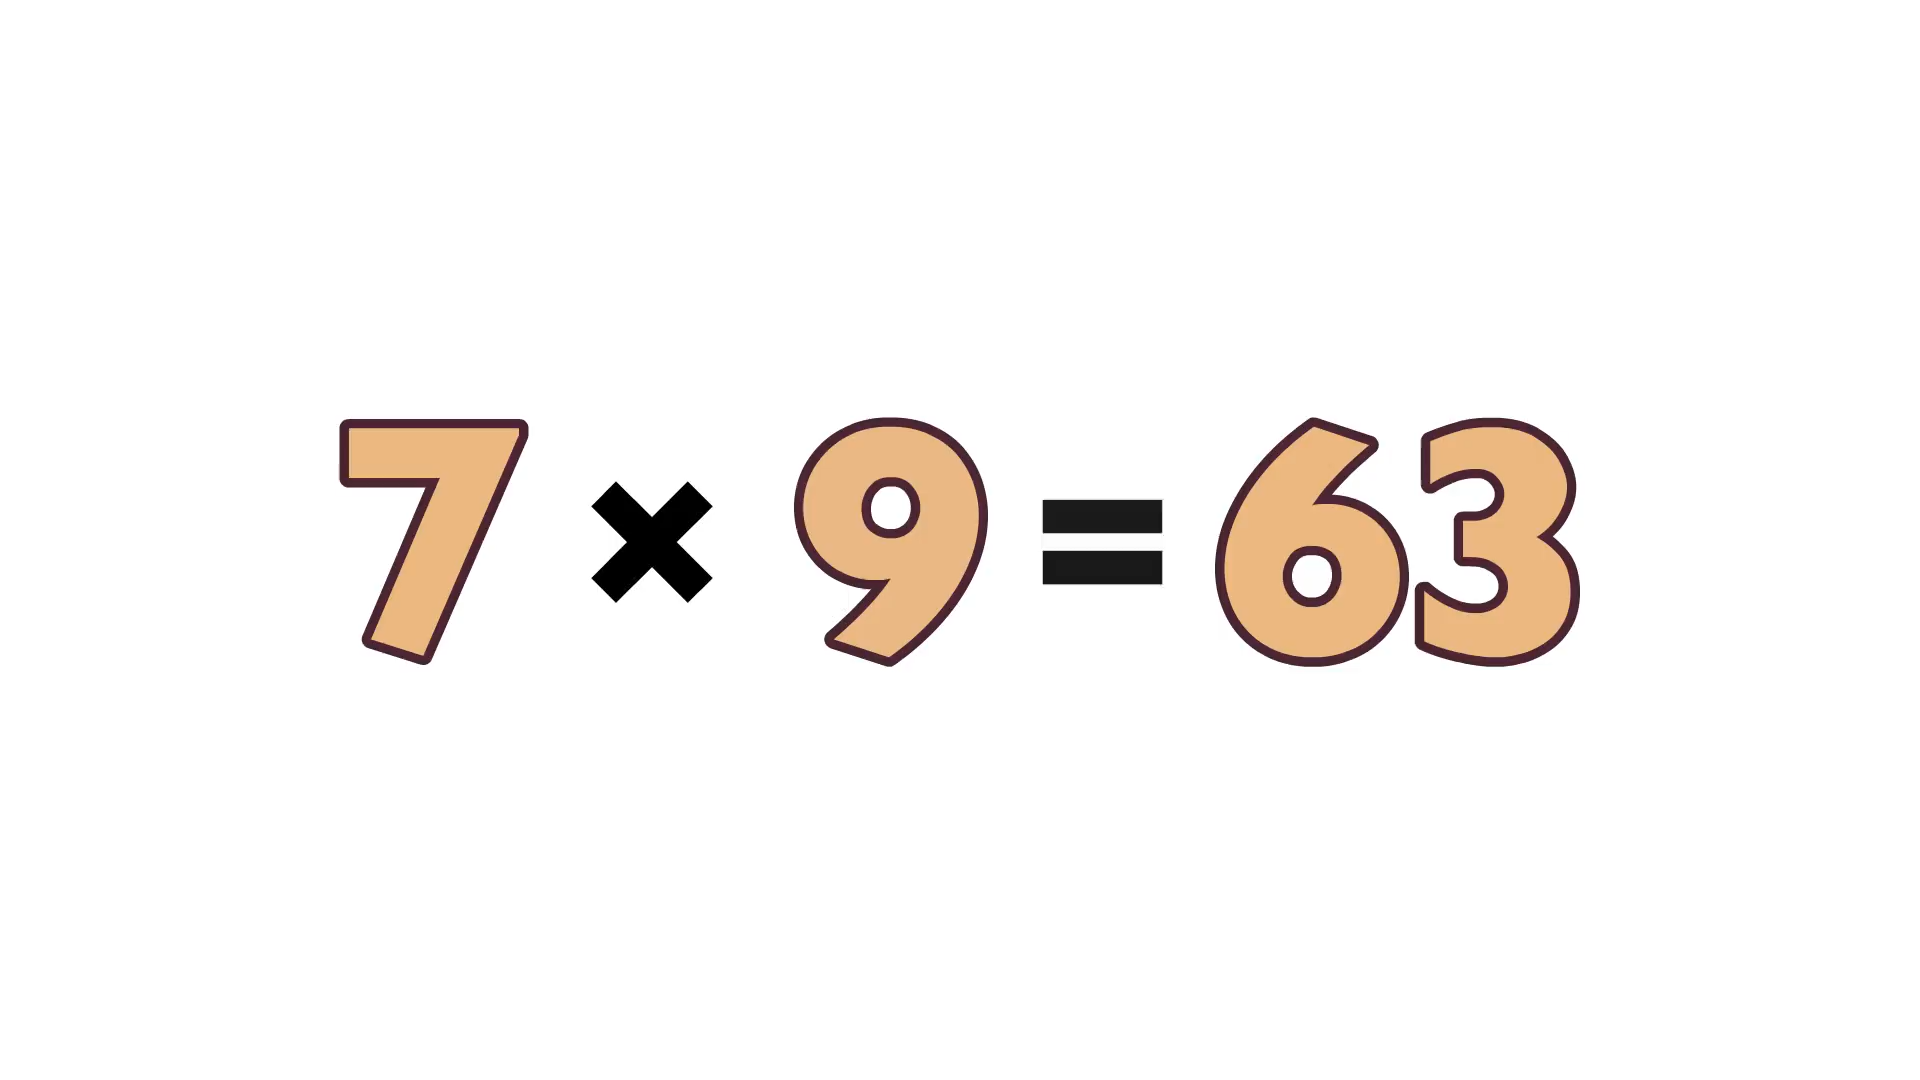 7 × 9 = 63